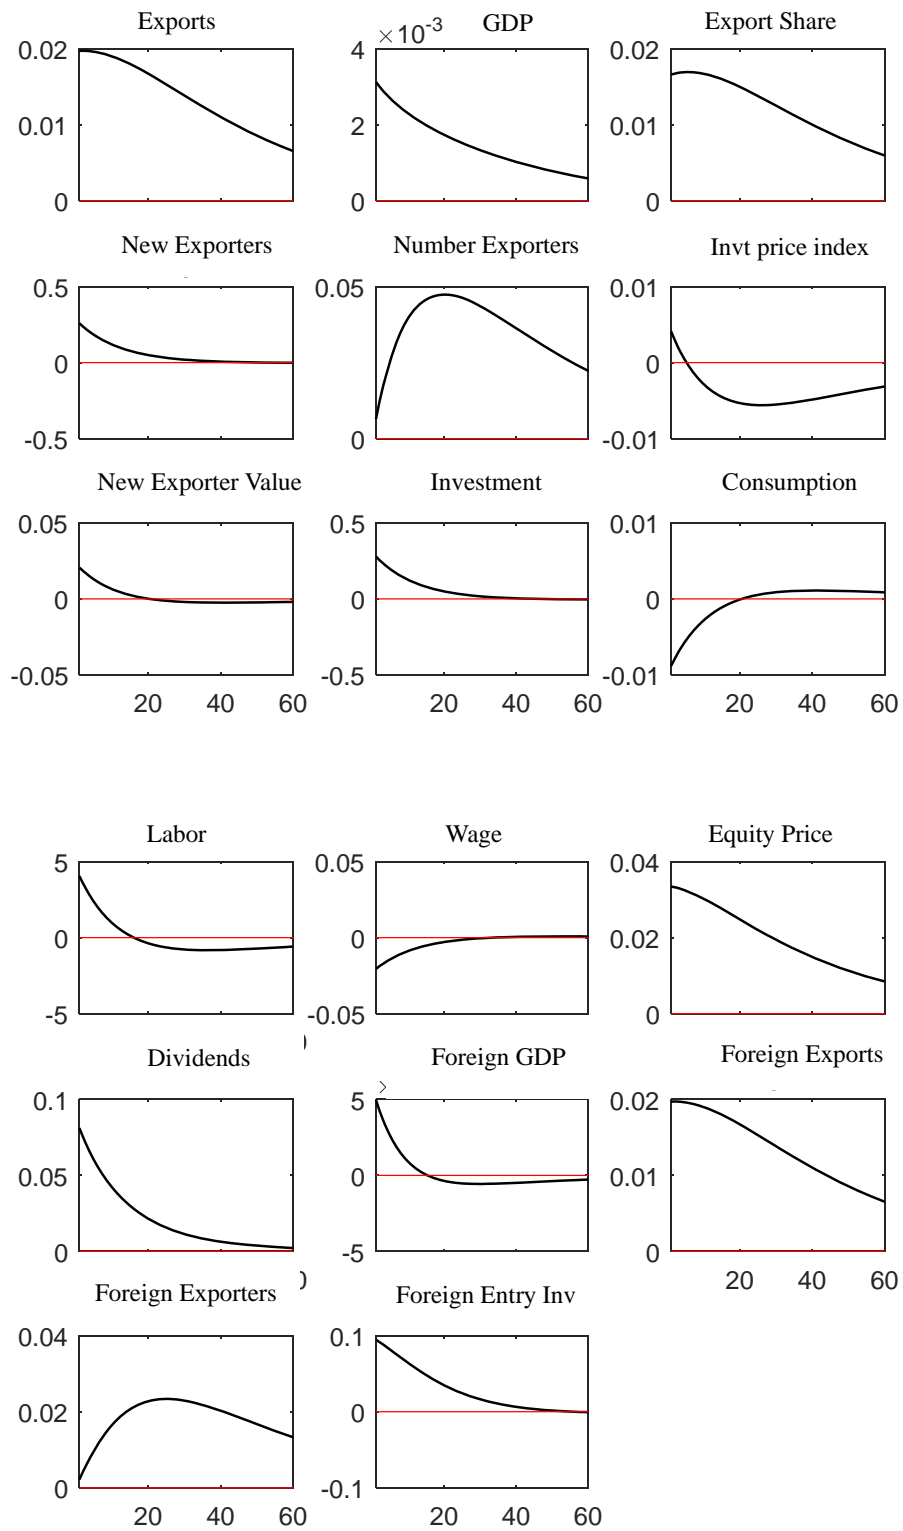 Exports GDP Export Share
×10⁻³
0.02 4 0.02
0.01 2 0.01
0 0 0
New Exporters Number Exporters Invt price index
0.5 0.05 0.01
0 0
-0.5 0 -0.01
New Exporter Value Investment Consumption
0.05 0.5 0.01
0 0 0
-0.05 -0.5 -0.01
20 40 60 20 40 60 20 40 60
Labor Wage Equity Price
5 0.05 0.04
0 0 0.02
-5 -0.05 0
Dividends Foreign GDP Foreign Exports
0.1 5 0.02
0.05 0 0.01
0 -5 0
20 40 60
Foreign Exporters Foreign Entry Inv
0.04 0.1
0.02 0
0 -0.1
20 40 60 20 40 60